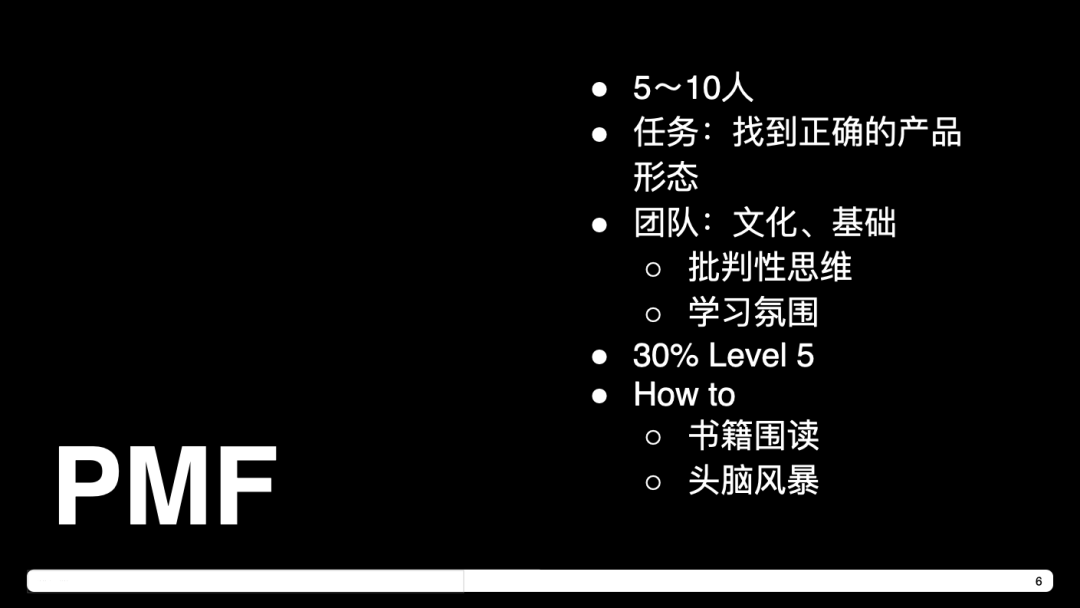 ● 5～10人
● 任务：找到正确的产品
形态
● 团队：文化、基础
○ 批判性思维
○ 学习氛围
● 30% Level 5
● How to
○ 书籍围读
○ 头脑风暴
PMF
6